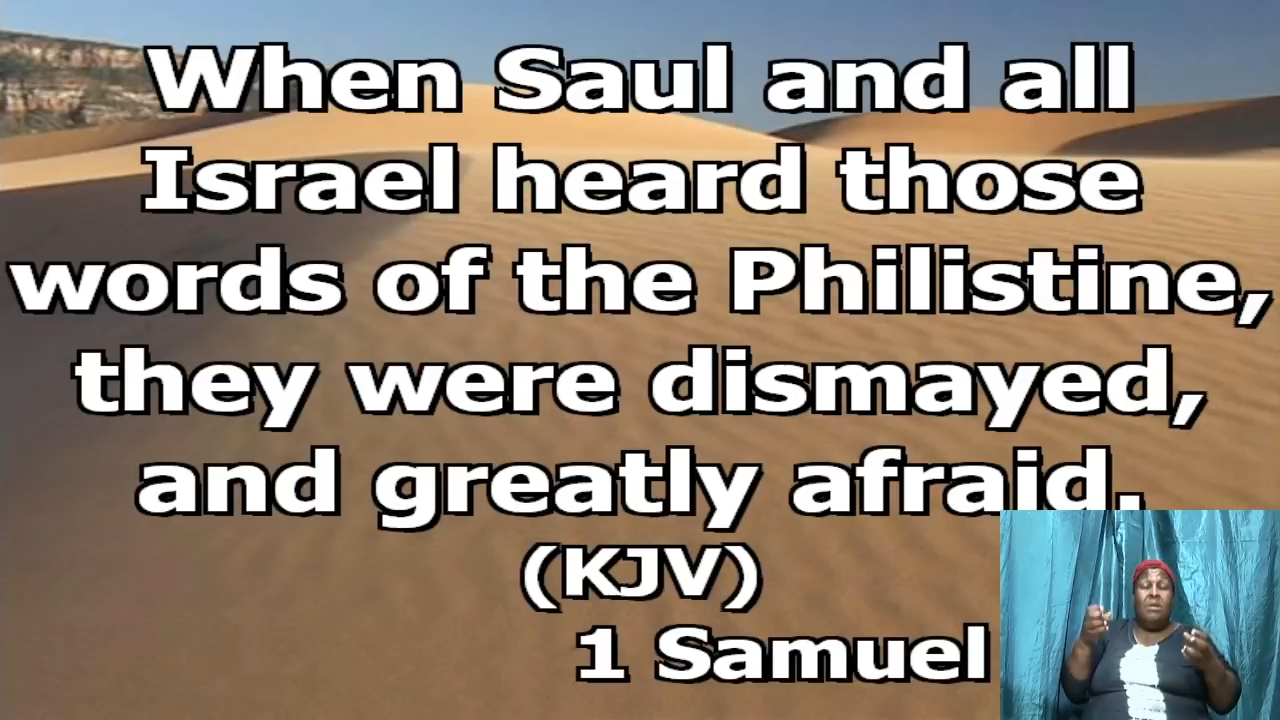 When Saul and all
Israel heard those
words of the Philistine,
they were dismayed,
and greatly afraid.
(KJV)
1 Samuel